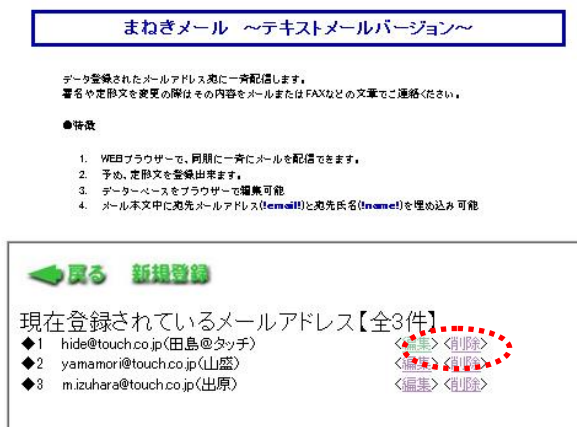 まねきメール ～テキストメールバージョン～
データ登録されたメールアドレス宛に一斉配信します。
署名や定形文を変更の際はその内容をメールまたはFAXなどの文章でご連絡ください。
●特徴
1. WEBブラウザーで、同朋に一斉にメールを配信できます。
2. 予め、定形文を登録出来ます。
3. データーベースをブラウザーで編集可能
4. メール本文中に宛先メールアドレス(!email!)と宛先氏名(!name!)を埋め込み可能
戻る 新規登録
現在登録されているメールアドレス【全3件】
◆1 hide@touch.co.jp(田島@タッチ) <編集> <削除>
◆2 yamamori@touch.co.jp(山盛) <編集> <削除>
◆3 m.izuhara@touch.co.jp(出原) <編集> <削除>